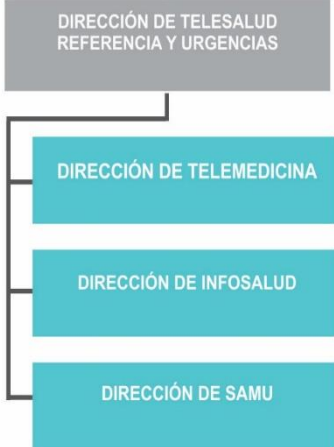 DIRECCIÓN DE TELESALUD
REFERENCIA Y URGENCIAS
DIRECCIÓN DE TELEMEDICINA
DIRECCIÓN DE INFOSALUD
DIRECCIÓN DE SAMU